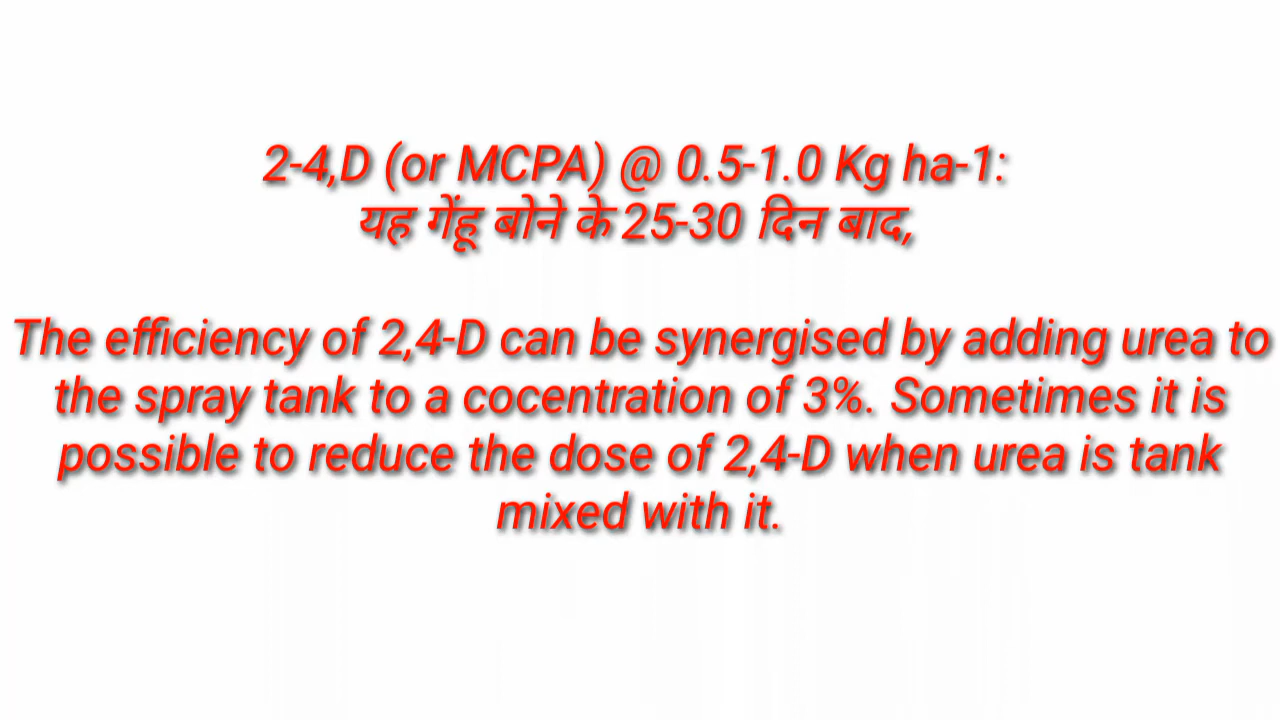 2-4,D (or MCPA) @ 0.5-1.0 Kg ha-1:
यह गेंहू बोने के 25-30 दिन बाद,
The efficiency of 2,4-D can be synergised by adding urea to
the spray tank to a cocentration of 3%. Sometimes it is
possible to reduce the dose of 2,4-D when urea is tank
mixed with it.